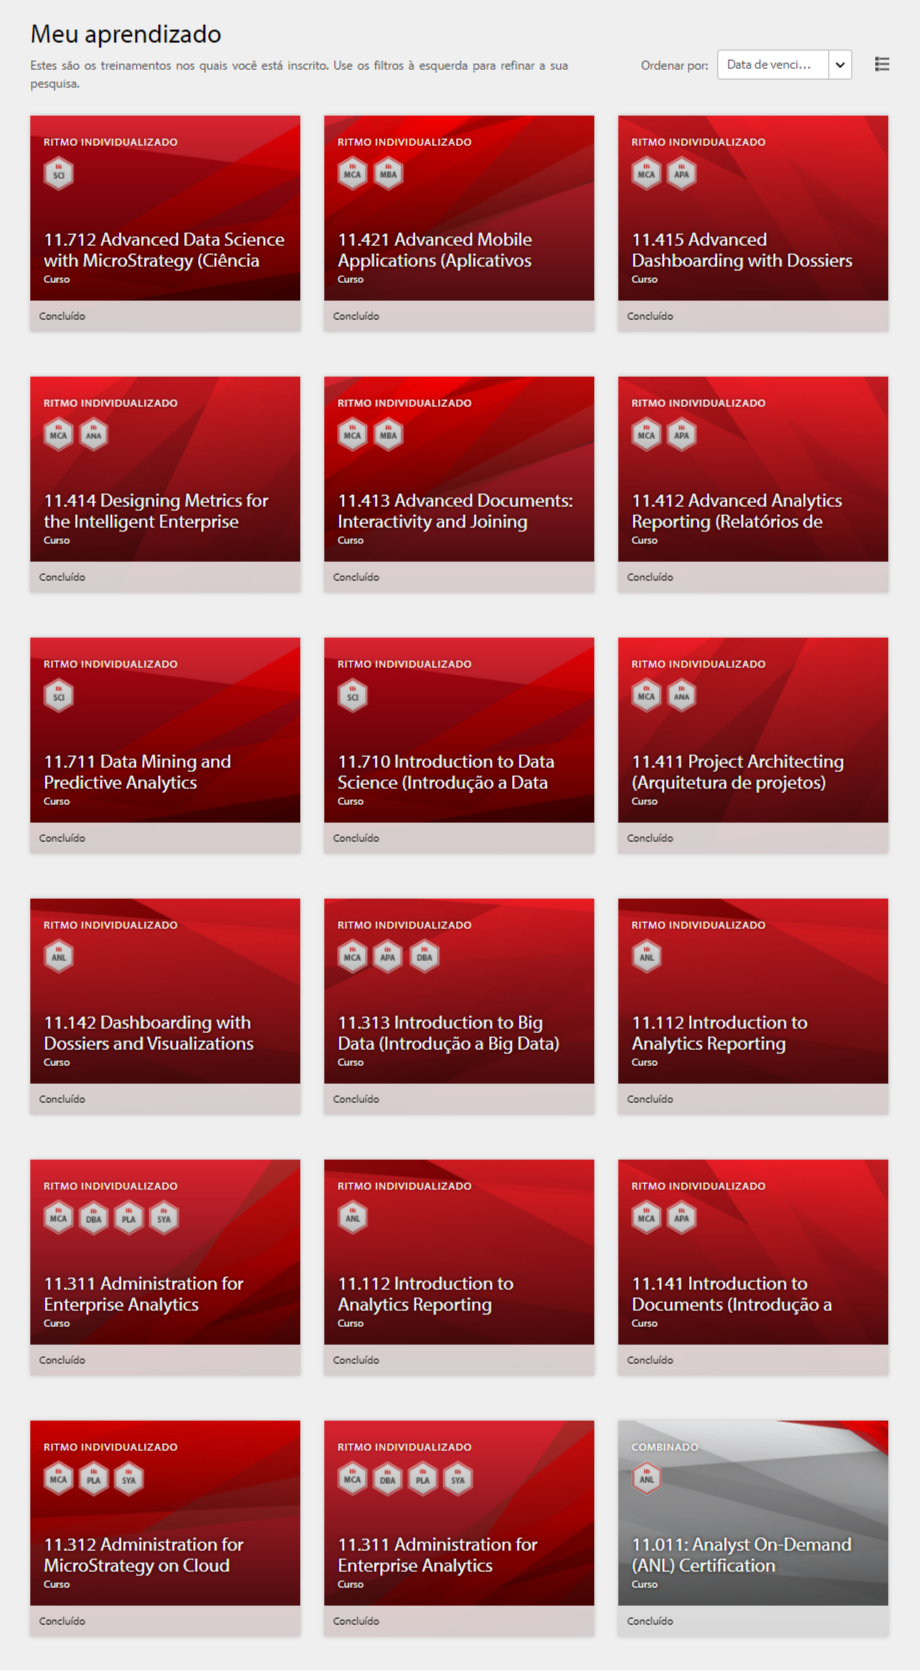 Meu aprendizado
Estes são os treinamentos nos quais você está inscrito. Use os filtros à esquerda para refinar a sua
pesquisa.
Ordenar por:
Data de venci...
RITMO INDIVIDUALIZADO
SCI
11.712 Advanced Data Science
with MicroStrategy (Ciência
Curso
Concluído
RITMO INDIVIDUALIZADO
MCA MBA
11.421 Advanced Mobile
Applications (Aplicativos
Curso
Concluído
RITMO INDIVIDUALIZADO
MCA APA
11.415 Advanced
Dashboarding with Dossiers
Curso
Concluído
RITMO INDIVIDUALIZADO
MCA ANA
11.414 Designing Metrics for
the Intelligent Enterprise
Curso
Concluído
RITMO INDIVIDUALIZADO
MCA MBA
11.413 Advanced Documents:
Interactivity and Joining
Curso
Concluído
RITMO INDIVIDUALIZADO
MCA APA
11.412 Advanced Analytics
Reporting (Relatórios de
Curso
Concluído
RITMO INDIVIDUALIZADO
SCI
11.711 Data Mining and
Predictive Analytics
Curso
Concluído
RITMO INDIVIDUALIZADO
SCI
11.710 Introduction to Data
Science (Introdução a Data
Curso
Concluído
RITMO INDIVIDUALIZADO
MCA ANA
11.411 Project Architecting
(Arquitetura de projetos)
Curso
Concluído
RITMO INDIVIDUALIZADO
ANL
11.142 Dashboarding with
Dossiers and Visualizations
Curso
Concluído
RITMO INDIVIDUALIZADO
MCA APA DBA
11.313 Introduction to Big
Data (Introdução a Big Data)
Curso
Concluído
RITMO INDIVIDUALIZADO
ANL
11.112 Introduction to
Analytics Reporting
Curso
Concluído
RITMO INDIVIDUALIZADO
MCA DBA PLA SYA
11.311 Administration for
Enterprise Analytics
Curso
Concluído
RITMO INDIVIDUALIZADO
ANL
11.112 Introduction to
Analytics Reporting
Curso
Concluído
RITMO INDIVIDUALIZADO
MCA APA
11.141 Introduction to
Documents (Introdução a
Curso
Concluído
RITMO INDIVIDUALIZADO
MCA PLA SYA
11.312 Administration for
MicroStrategy on Cloud
Curso
Concluído
RITMO INDIVIDUALIZADO
MCA DBA PLA SYA
11.311 Administration for
Enterprise Analytics
Curso
Concluído
COMBINADO
ANL
11.011: Analyst On-Demand
(ANL) Certification
Curso
Concluído